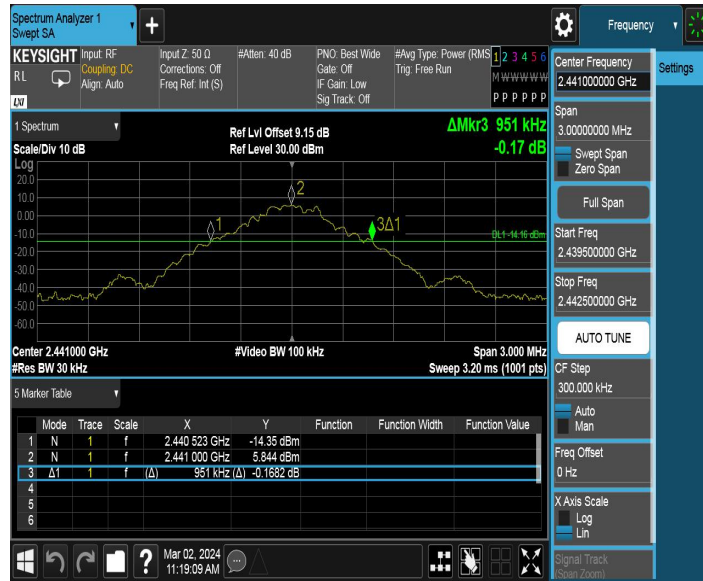 Spectrum Analyzer 1
Swept SA
+
Frequency
KEYSIGHT
RL
LXI
Input: RF
Coupling: DC
Align: Auto
Input Z: 50 Ω
Corrections: Off
Freq Ref: Int (S)
#Atten: 40 dB
PNO: Best Wide
Gate: Off
IF Gain: Low
Sig Track: Off
#Avg Type: Power (RMS
Trig: Free Run
1 2 3 4 5 6
M W W W W W
P P P P P P
1 Spectrum
Scale/Div 10 dB
Ref Lvl Offset 9.15 dB
Ref Level 30.00 dBm
ΔMkr3 951 kHz
-0.17 dB
Log
20.0
10.0
0.00
-10.0
-20.0
-30.0
-40.0
-50.0
-60.0
1
2
3Δ1
DL1 -14.16 dBm
Center 2.441000 GHz
#Video BW 100 kHz
Span 3.000 MHz
#Res BW 30 kHz
Sweep 3.20 ms (1001 pts)
5 Marker Table
Mode Trace Scale X Y Function Function Width Function Value
1 N 1 f 2.440 523 GHz -14.35 dBm
2 N 1 f 2.441 000 GHz 5.844 dBm
3 Δ1 1 f (Δ) 951 kHz (Δ) -0.1682 dB
4
5
6
Mar 02, 2024
11:19:09 AM
?
Center Frequency
2.441000000 GHz
Settings
Span
3.00000000 MHz
Swept Span
Zero Span
Full Span
Start Freq
2.439500000 GHz
Stop Freq
2.442500000 GHz
AUTO TUNE
CF Step
300.000 kHz
Auto
Man
Freq Offset
0 Hz
X Axis Scale
Log
Lin
Signal Track
(Span Zoom)